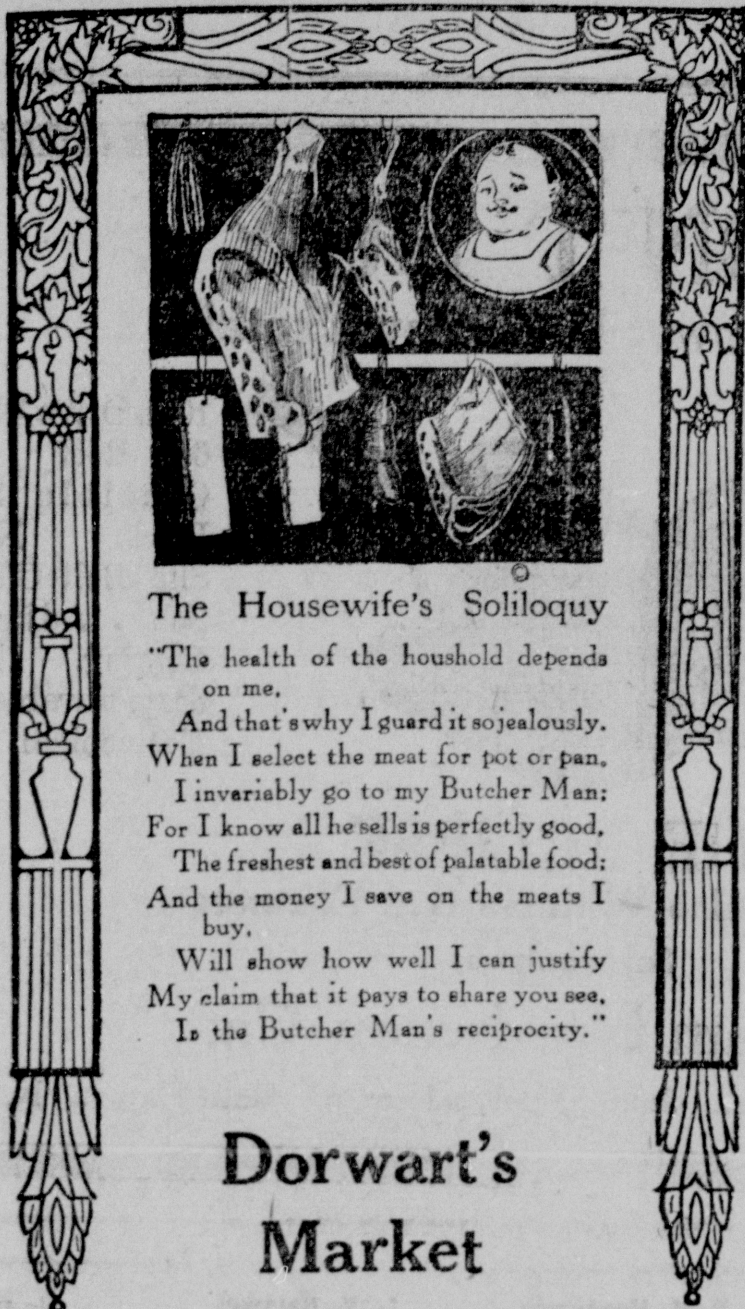 ©
The Housewife's Soliloquy
"The health of the houshold depends
on me,
And that's why I guard it so jealously.
When I select the meat for pot or pan,
I invariably go to my Butcher Man;
For I know all he sells is perfectly good,
The freshest and best of palatable food;
And the money I save on the meats I
buy,
Will show how well I can justify
My claim that it pays to share you see,
In the Butcher Man's reciprocity."
Dorwart's
Market